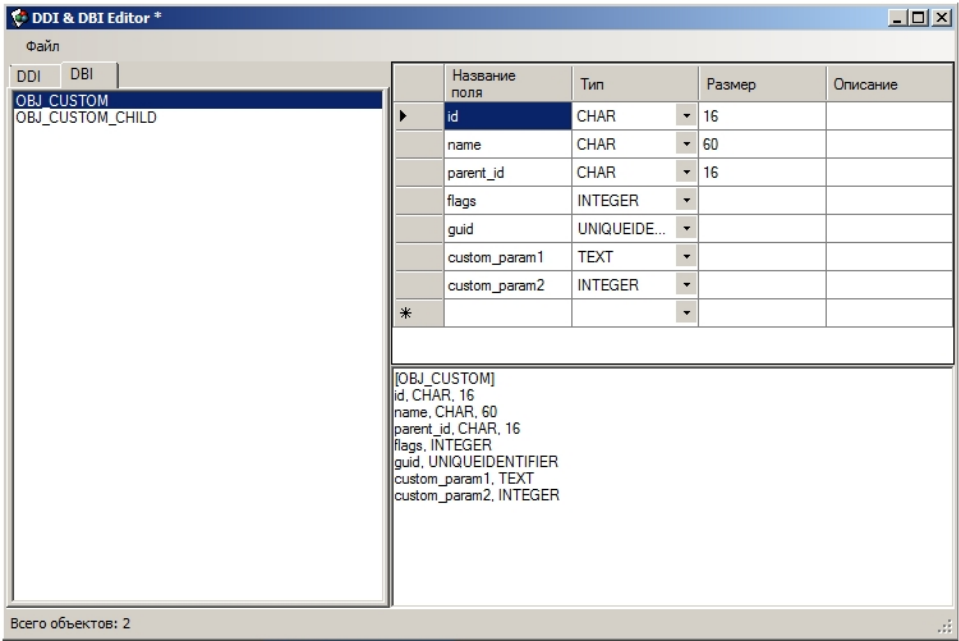 DDI & DBI Editor *
Файл
DDI DBI
OBJ_CUSTOM
OBJ_CUSTOM_CHILD
Название поля Тип Размер Описание
id CHAR 16
name CHAR 60
parent_id CHAR 16
flags INTEGER
guid UNIQUEIDE...
custom_param1 TEXT
custom_param2 INTEGER
[OBJ_CUSTOM]
id, CHAR, 16
name, CHAR, 60
parent_id, CHAR, 16
flags, INTEGER
guid, UNIQUEIDENTIFIER
custom_param1, TEXT
custom_param2, INTEGER
Всего объектов: 2